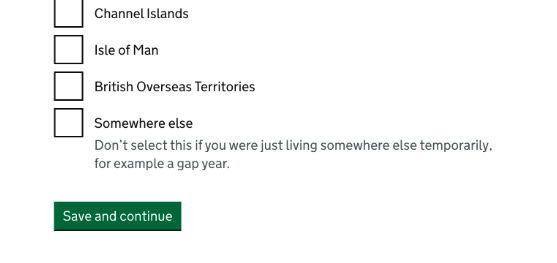 Channel Islands
Isle of Man
British Overseas Territories
Somewhere else
Don't select this if you were just living somewhere else temporarily,
for example a gap year.
Save and continue